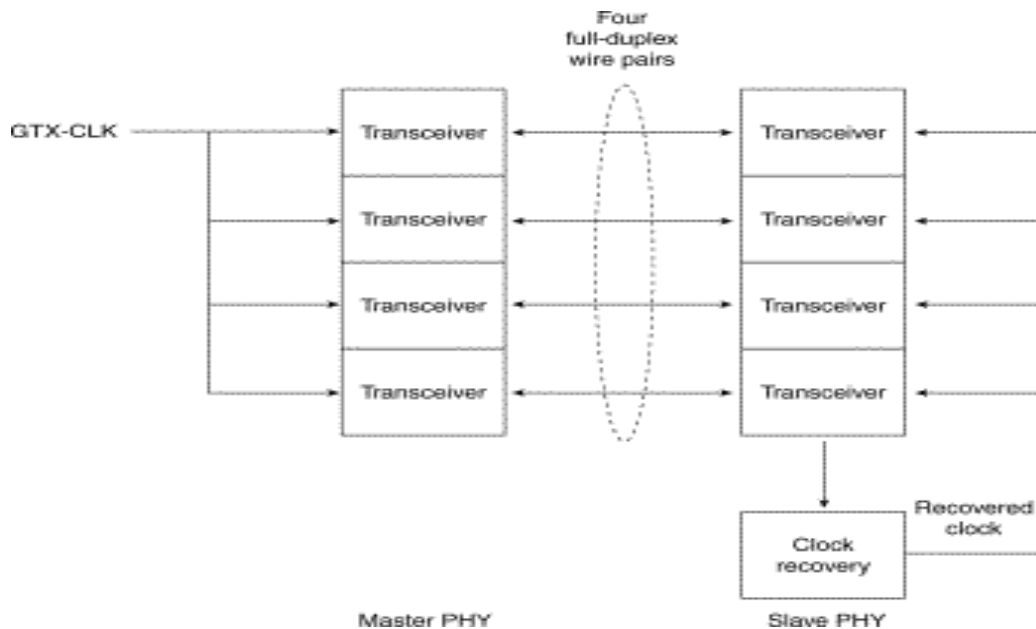 Four
full-duplex
wire pairs
GTX-CLK
Transceiver
Transceiver
Transceiver
Transceiver
Transceiver
Transceiver
Transceiver
Transceiver
Clock
recovery
Recovered
clock
Master PHY
Slave PHY